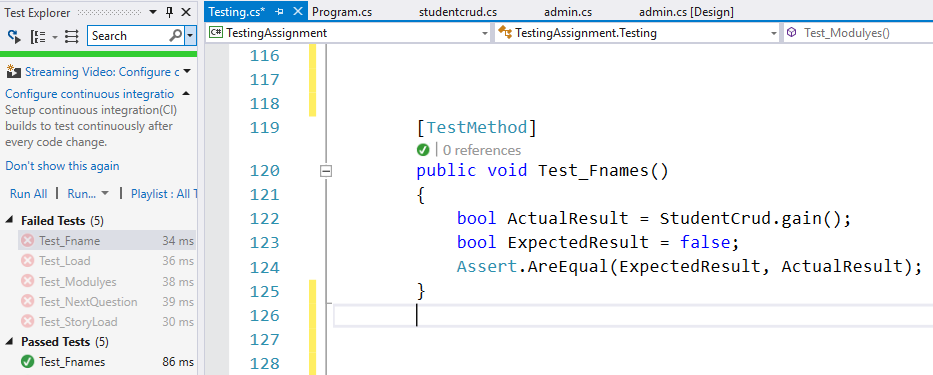 Test Explorer
Search
Streaming Video: Configure c
Configure continuous integratio
Setup continuous integration(CI)
builds to test continuously after
every code change.
Don't show this again
Run All | Run... | Playlist : All T
Failed Tests (5)
Test_Fname 34 ms
Test_Load 36 ms
Test_Modulyes 38 ms
Test_NextQuestion 39 ms
Test_StoryLoad 30 ms
Passed Tests (5)
Test_Fnames 86 ms
Testing.cs* Program.cs studentcrud.cs admin.cs admin.cs [Design]
C# TestingAssignment TestingAssignment.Testing Test_Modulyes()
116
117
118
119 [TestMethod]
| 0 references
120 public void Test_Fnames()
121 {
122 bool ActualResult = StudentCrud.gain();
123 bool ExpectedResult = false;
124 Assert.AreEqual(ExpectedResult, ActualResult);
125 }
126
127
128